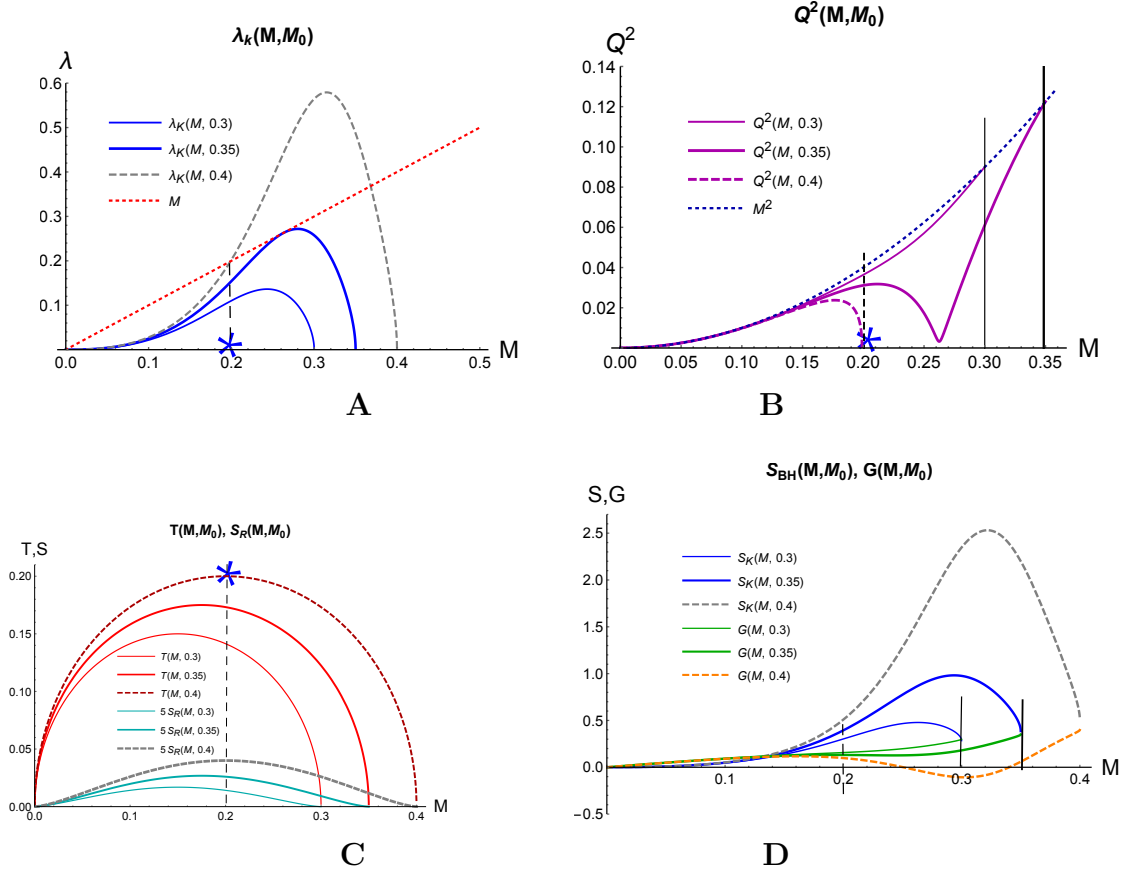 λk(M,M0)
λ
0.6
0.5
0.4
0.3
0.2
0.1
0.0
0.1
0.2
0.3
0.4
0.5
M
λK(M, 0.3)
λK(M, 0.35)
λK(M, 0.4)
M
A
Q²(M,M0)
Q²
0.14
0.12
0.10
0.08
0.06
0.04
0.02
0.00
0.05
0.10
0.15
0.20
0.25
0.30
0.35
M
Q²(M, 0.3)
Q²(M, 0.35)
Q²(M, 0.4)
M²
B
T(M,M0), SR(M,M0)
T,S
0.20
0.15
0.10
0.05
0.00
0.0
0.1
0.2
0.3
0.4
M
T(M, 0.3)
T(M, 0.35)
T(M, 0.4)
5 SR(M, 0.3)
5 SR(M, 0.35)
5 SR(M, 0.4)
C
SBH(M,M0), G(M,M0)
S,G
2.5
2.0
1.5
1.0
0.5
0.0
−0.5
0.1
0.2
0.3
0.4
M
SK(M, 0.3)
SK(M, 0.35)
SK(M, 0.4)
G(M, 0.3)
G(M, 0.35)
G(M, 0.4)
D